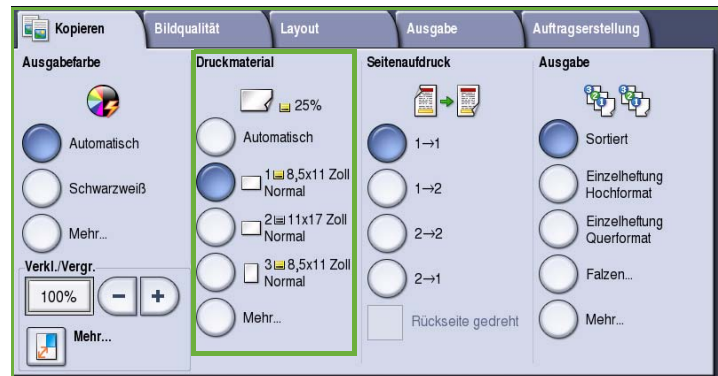 Kopieren
Bildqualität
Layout
Ausgabe
Auftragserstellung
Ausgabefarbe
Automatisch
Schwarzweiß
Mehr...
Verkl./Vergr.
100%
-
+
Mehr...
Druckmaterial
25%
Automatisch
1 8,5x11 Zoll
Normal
2 11x17 Zoll
Normal
3 8,5x11 Zoll
Normal
Mehr...
Seitenaufdruck
1→1
1→2
2→2
2→1
Rückseite gedreht
Ausgabe
Sortiert
Einzelheftung
Hochformat
Einzelheftung
Querformat
Falzen...
Mehr...